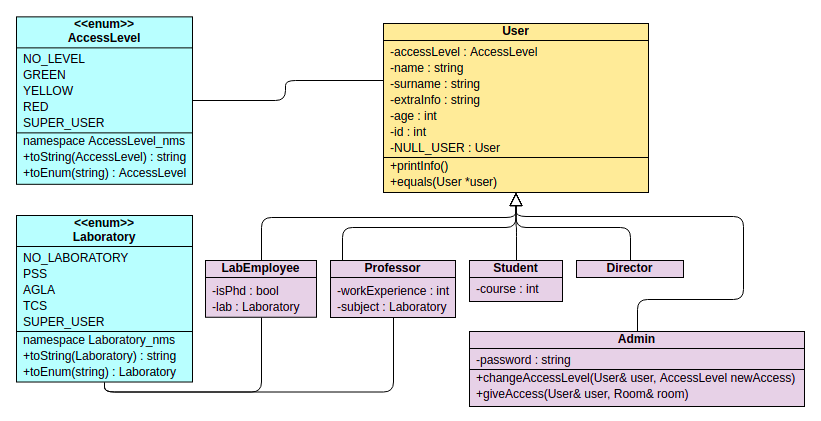 <<enum>>
AccessLevel
NO_LEVEL
GREEN
YELLOW
RED
SUPER_USER
namespace AccessLevel_nms
+toString(AccessLevel) : string
+toEnum(string) : AccessLevel
User
-accessLevel : AccessLevel
-name : string
-surname : string
-extraInfo : string
-age : int
-id : int
-NULL_USER : User
+printInfo()
+equals(User *user)
<<enum>>
Laboratory
NO_LABORATORY
PSS
AGLA
TCS
SUPER_USER
namespace Laboratory_nms
+toString(Laboratory) : string
+toEnum(string) : Laboratory
LabEmployee
-isPhd : bool
-lab : Laboratory
Professor
-workExperience : int
-subject : Laboratory
Student
-course : int
Director
Admin
-password : string
+changeAccessLevel(User& user, AccessLevel newAccess)
+giveAccess(User& user, Room& room)